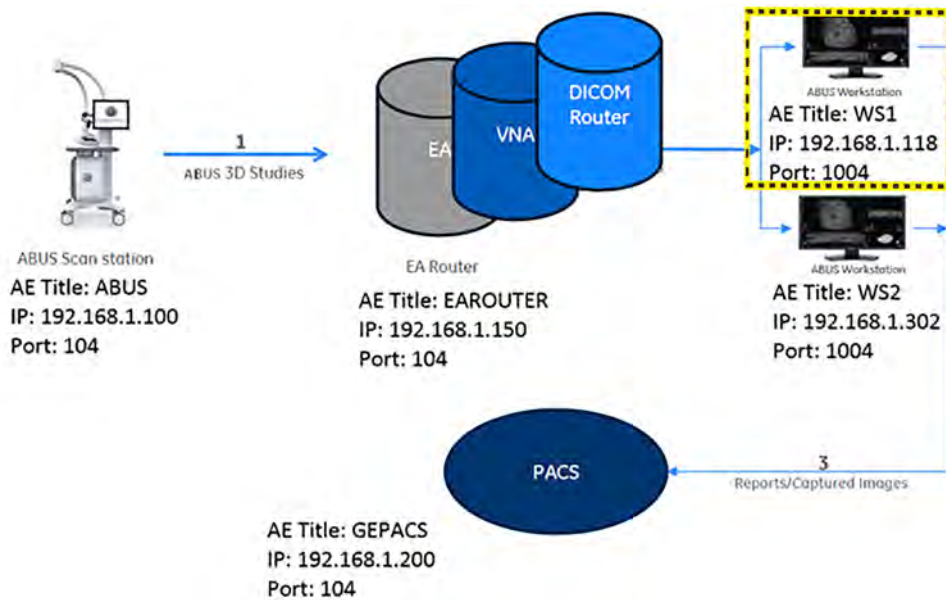 1
ABUS 3D Studies
ABUS Scan station
AE Title: ABUS
IP: 192.168.1.100
Port: 104
EA
VNA
DICOM
Router
EA Router
AE Title: EAROUTER
IP: 192.168.1.150
Port: 104
ABUS Workstation
AE Title: WS1
IP: 192.168.1.118
Port: 1004
ABUS Workstation
AE Title: WS2
IP: 192.168.1.302
Port: 1004
3
Reports/Captured Images
PACS
AE Title: GEPACS
IP: 192.168.1.200
Port: 104